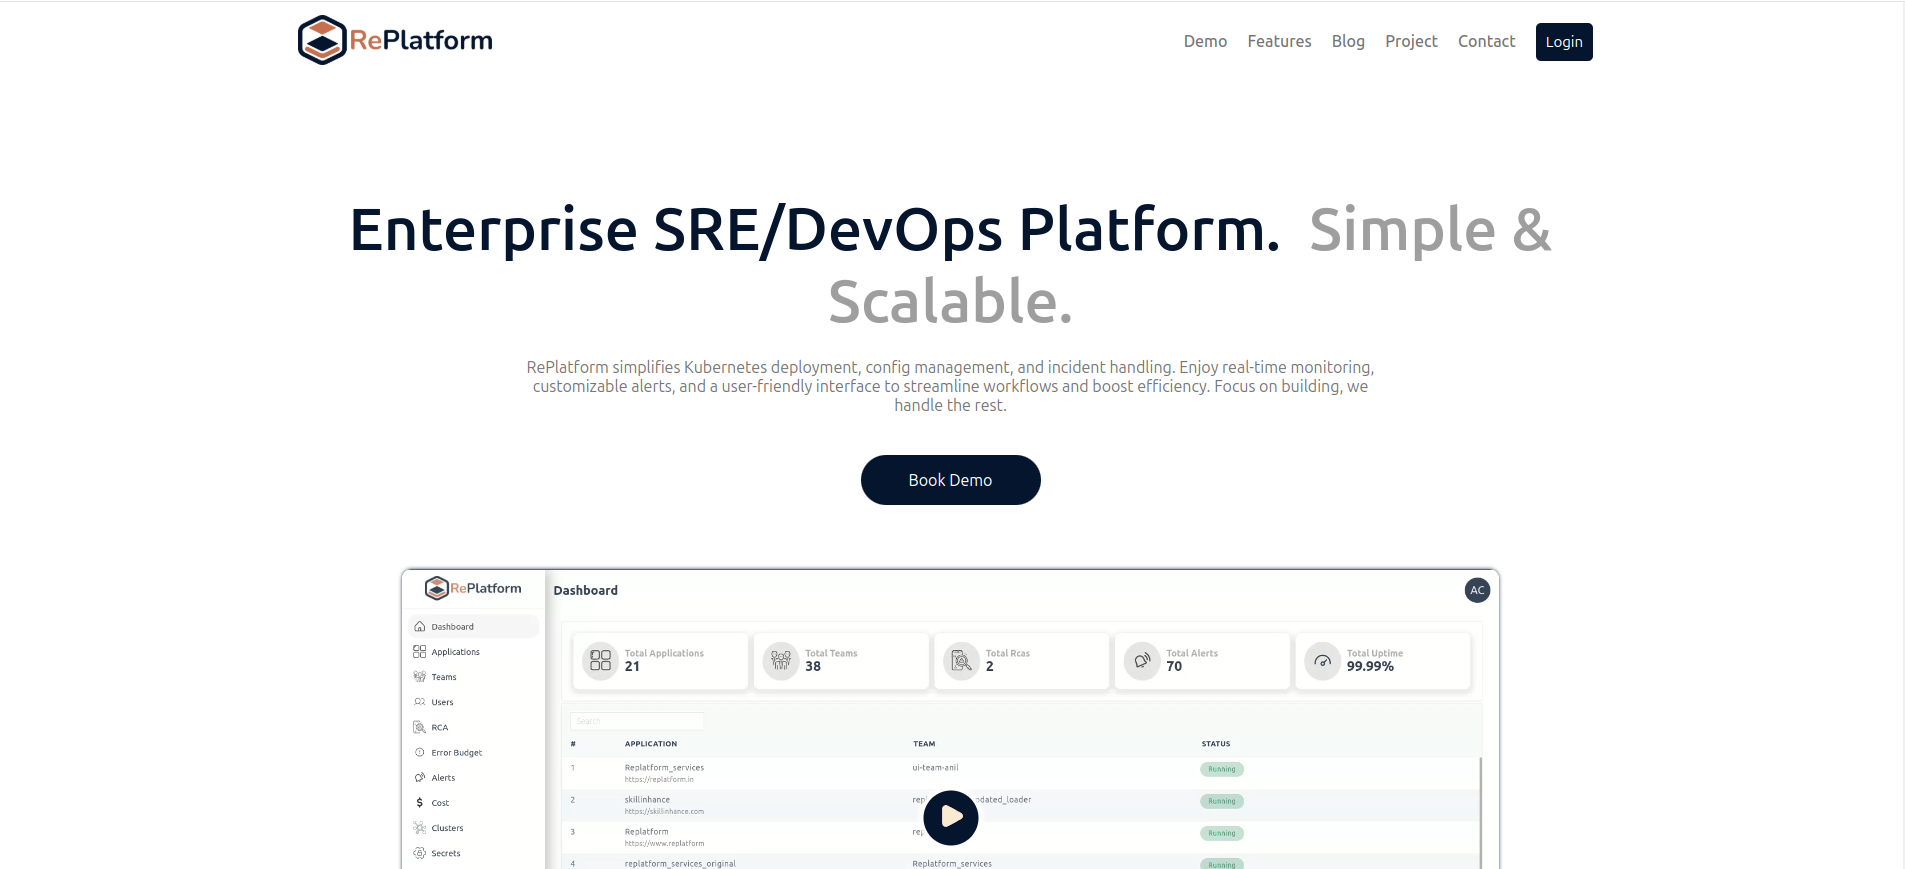 RePlatform
Demo Features Blog Project Contact Login
Enterprise SRE/DevOps Platform. Simple &
Scalable.
RePlatform simplifies Kubernetes deployment, config management, and incident handling. Enjoy real-time monitoring,
customizable alerts, and a user-friendly interface to streamline workflows and boost efficiency. Focus on building, we
handle the rest.
Book Demo
RePlatform
Dashboard
AC
Dashboard
Applications
Teams
Users
RCA
Error Budget
Alerts
Cost
Clusters
Secrets
Total Applications
21
Total Teams
38
Total Rcas
2
Total Alerts
70
Total Uptime
99.99%
Search
# APPLICATION TEAM STATUS
1 Replatform_services ui-team-anil Running
https://replatform.in
2 skillinhance Running
https://skillinhance.com
3 Replatform Running
https://www.replatform
4 replatform_services_original Replatform_services Running